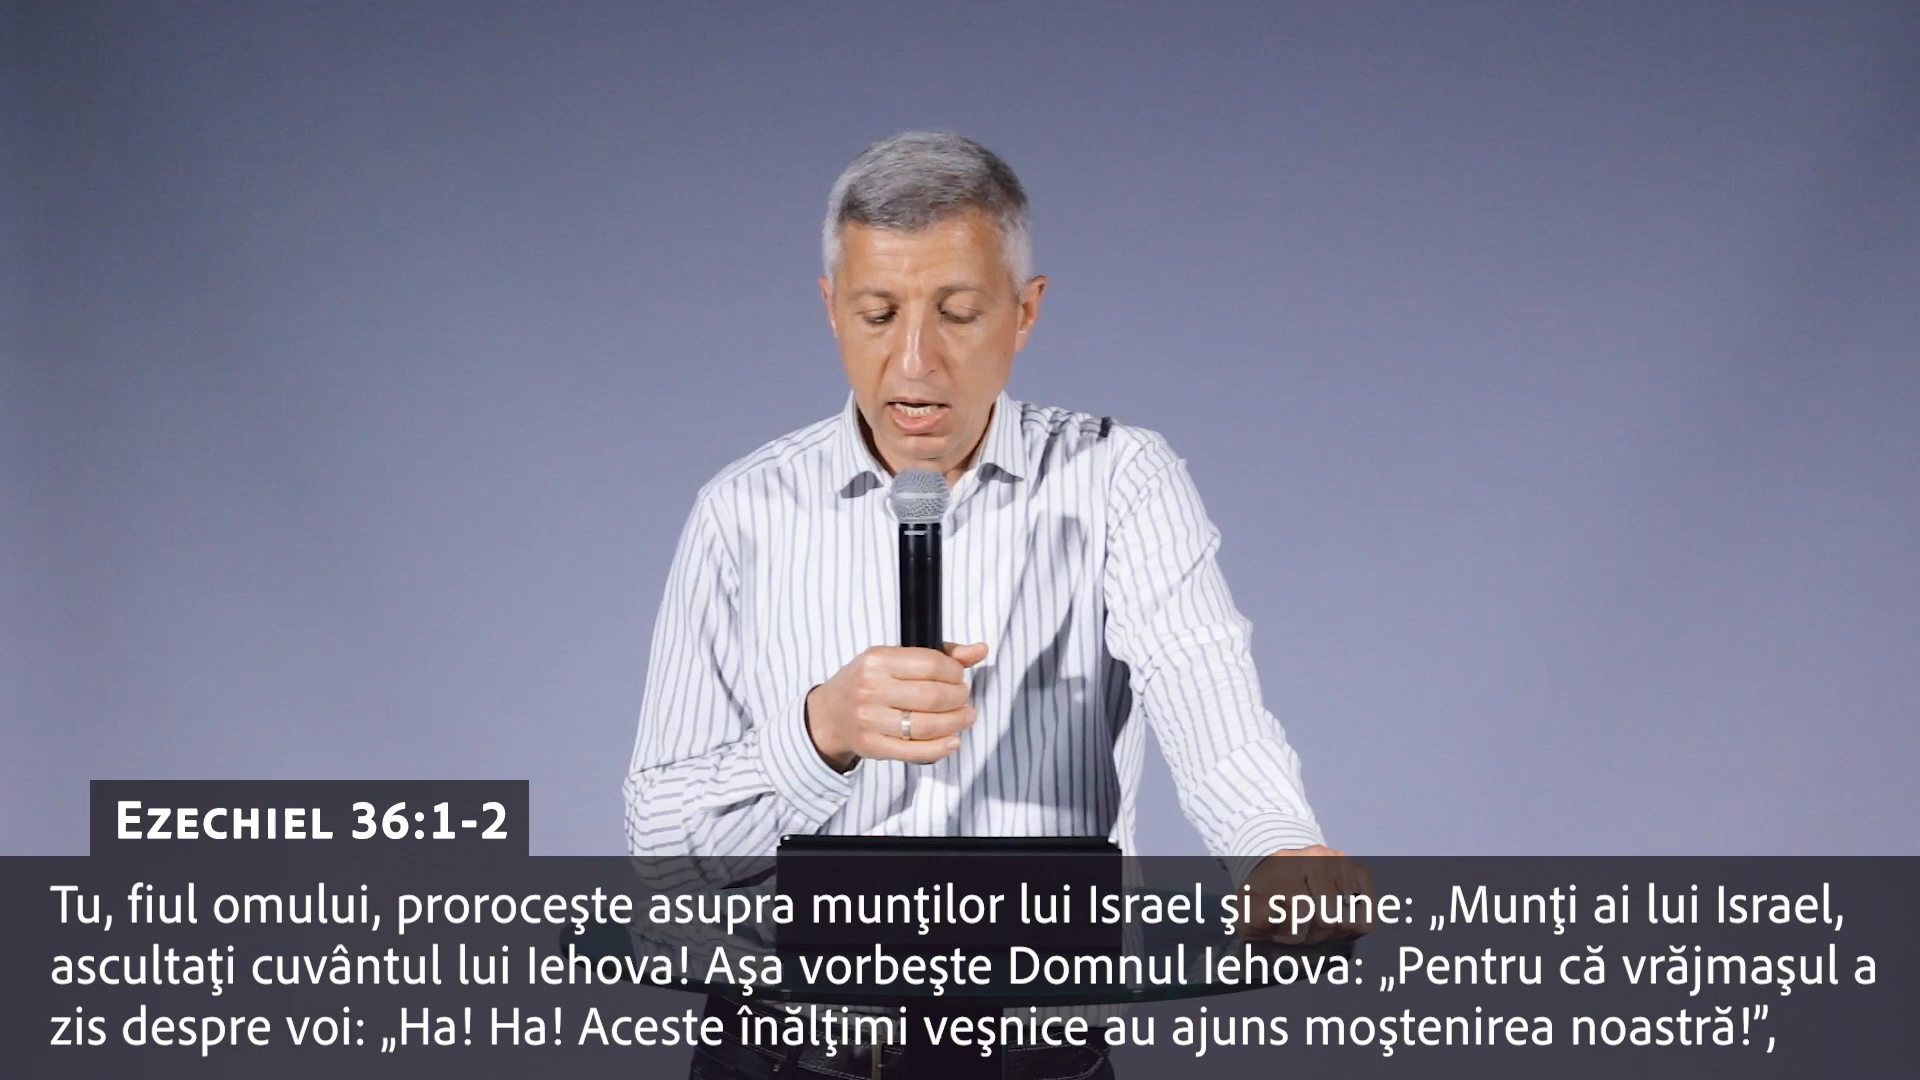 Ezechiel 36:1-2
Tu, fiul omului, proroceşte asupra munţilor lui Israel şi spune: „Munţi ai lui Israel,
ascultaţi cuvântul lui Iehova! Aşa vorbeşte Domnul Iehova: „Pentru că vrăjmaşul a
zis despre voi: „Ha! Ha! Aceste înălţimi veşnice au ajuns moştenirea noastră!”,